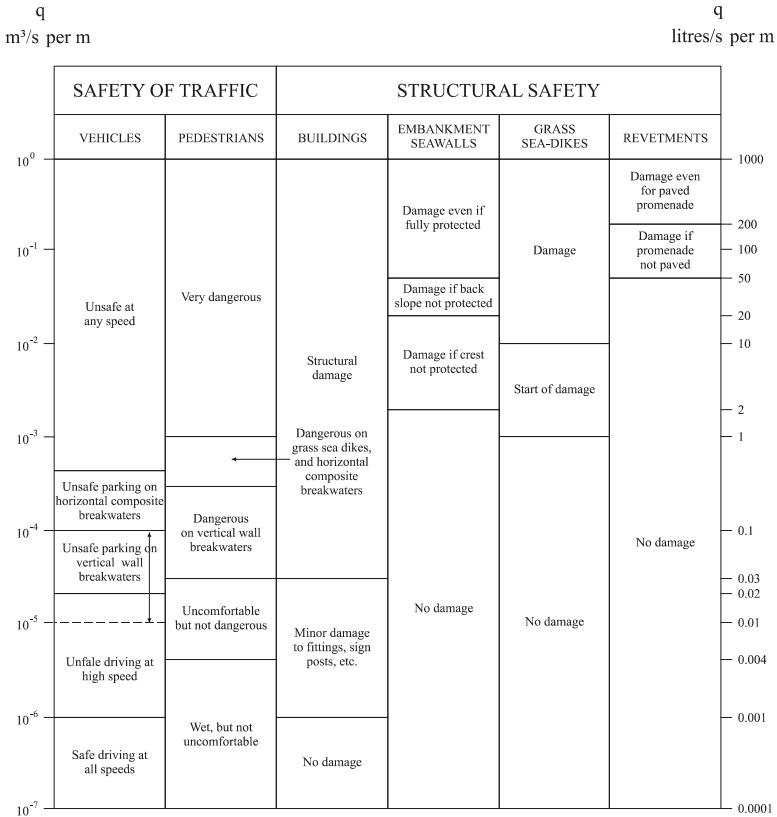 q
m³/s per m
q
litres/s per m
SAFETY OF TRAFFIC
STRUCTURAL SAFETY
VEHICLES
PEDESTRIANS
BUILDINGS
EMBANKMENT
SEAWALLS
GRASS
SEA-DIKES
REVETMENTS
10⁰
10⁻¹
10⁻²
10⁻³
10⁻⁴
10⁻⁵
10⁻⁶
10⁻⁷
Unsafe at
any speed
Unsafe parking on
horizontal composite
breakwaters
Unsafe parking on
vertical wall
breakwaters
Unfale driving at
high speed
Safe driving at
all speeds
Very dangerous
Dangerous
on vertical wall
breakwaters
Uncomfortable
but not dangerous
Wet, but not
uncomfortable
Structural
damage
Dangerous on
grass sea dikes,
and horizontal
composite
breakwaters
Minor damage
to fittings, sign
posts, etc.
No damage
Damage even if
fully protected
Damage if back
slope not protected
Damage if crest
not protected
No damage
Damage
Start of damage
No damage
Damage even
for paved
promenade
Damage if
promenade
not paved
No damage
1000
200
100
50
20
10
2
1
0.1
0.03
0.02
0.01
0.004
0.001
0.0001